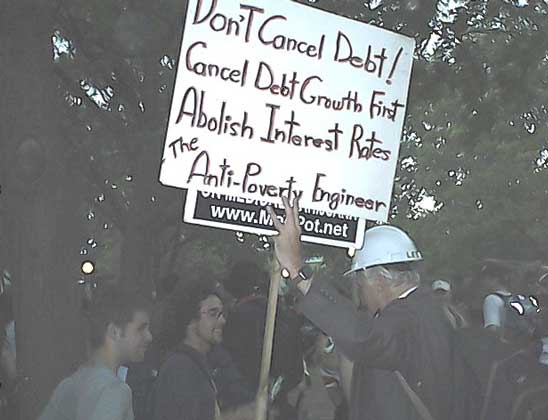 Don't Cancel Debt!
Cancel Debt Growth First
Abolish Interest Rates
The Anti-Poverty Engineer
www.M Pot.net